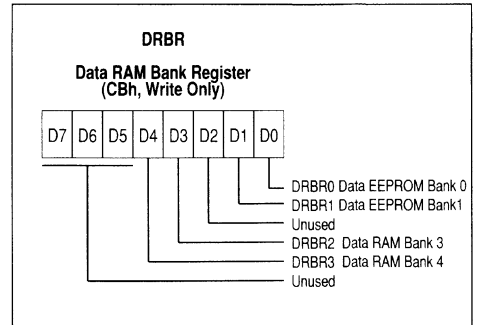 DRBR
Data RAM Bank Register
(CBh, Write Only)
D7 D6 D5 D4 D3 D2 D1 D0
DRBR0 Data EEPROM Bank 0
DRBR1 Data EEPROM Bank1
Unused
DRBR2 Data RAM Bank 3
DRBR3 Data RAM Bank 4
Unused